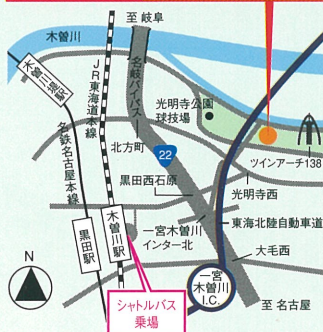 至 岐阜
木曽川
木曽川堤駅
JR東海道本線
名岐バイパス
光明寺公園
球技場
ツインアーチ138
北方町
22
名鉄名古屋本線
黒田西石原
光明寺西
木曽川駅
黒田駅
一宮木曽川
インター北
東海北陸自動車道
大毛西
N
一宮
木曽川
I.C.
シャトルバス
乗場
至 名古屋